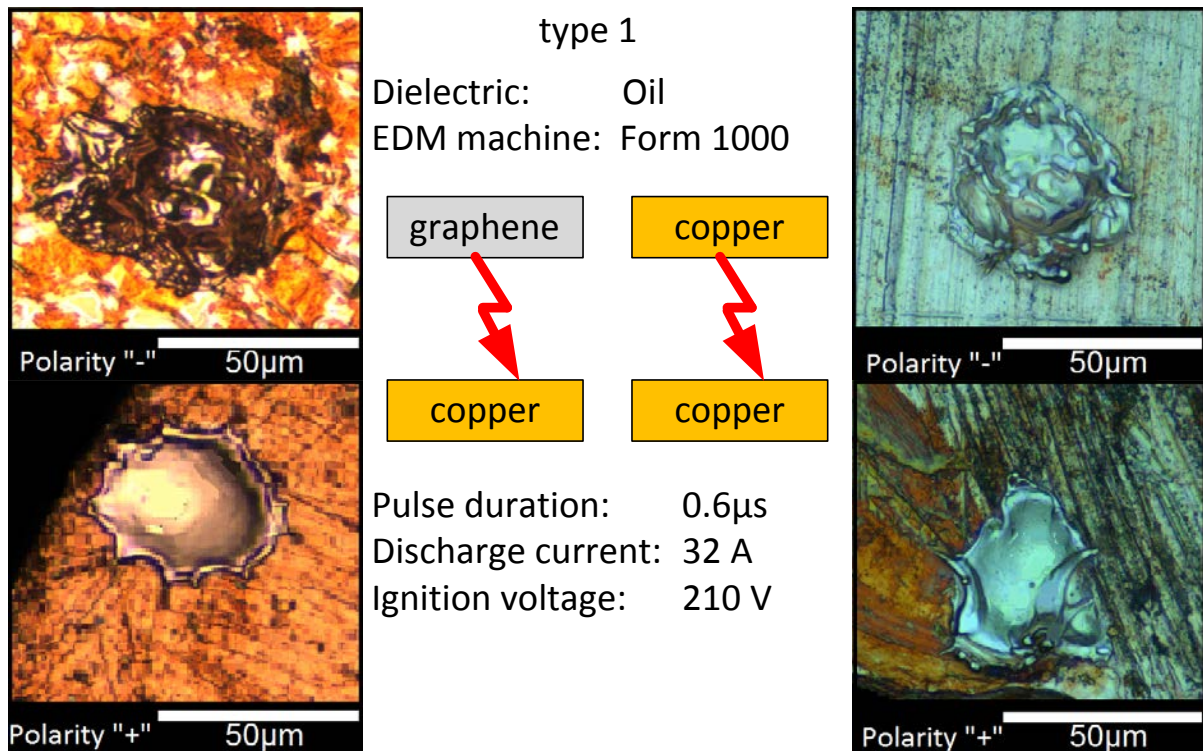 type 1
Dielectric: Oil
EDM machine: Form 1000
graphene copper
copper copper
Pulse duration: 0.6µs
Discharge current: 32 A
Ignition voltage: 210 V
Polarity "-" 50µm
Polarity "+" 50µm
Polarity "-" 50µm
Polarity "+" 50µm